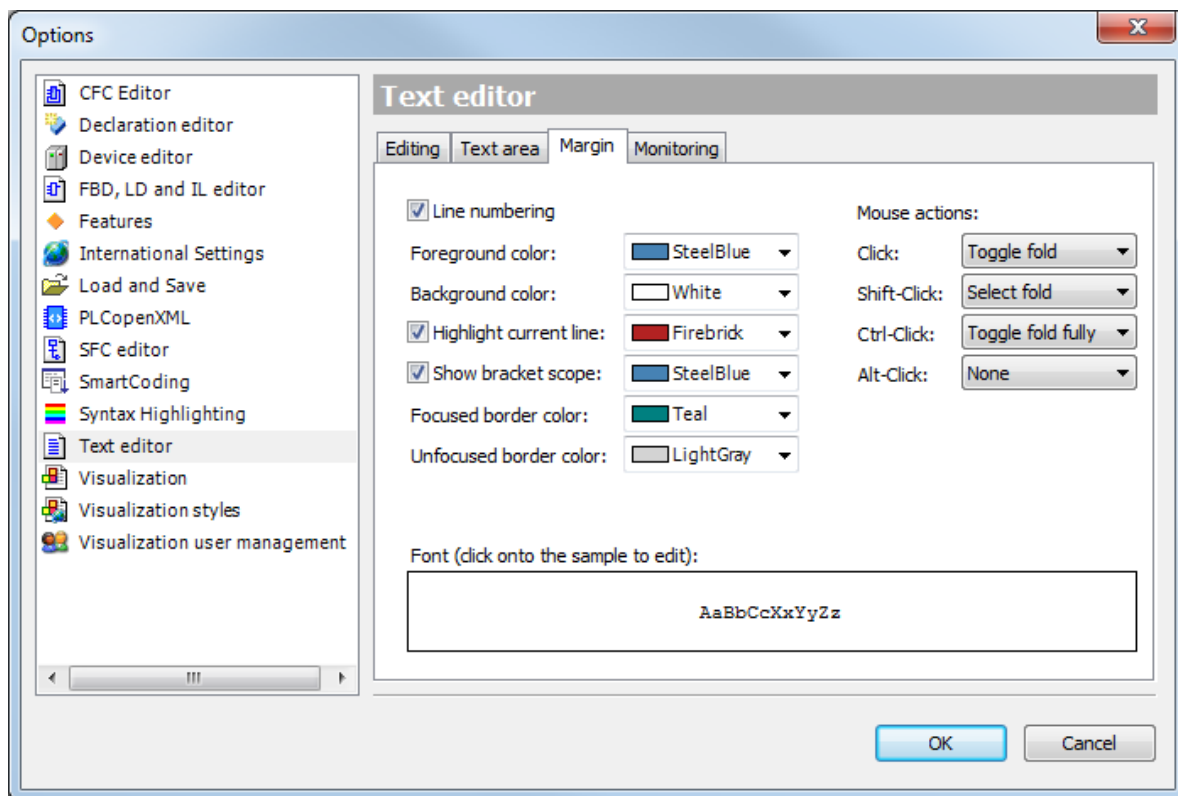 Options
CFC Editor
Declaration editor
Device editor
FBD, LD and IL editor
Features
International Settings
Load and Save
PLCopenXML
SFC editor
SmartCoding
Syntax Highlighting
Text editor
Visualization
Visualization styles
Visualization user management
Text editor
Editing Text area Margin Monitoring
Line numbering
Foreground color: SteelBlue
Background color: White
Highlight current line: Firebrick
Show bracket scope: SteelBlue
Focused border color: Teal
Unfocused border color: LightGray
Mouse actions:
Click: Toggle fold
Shift-Click: Select fold
Ctrl-Click: Toggle fold fully
Alt-Click: None
Font (click onto the sample to edit):
AaBbCcXxYyZz
OK Cancel